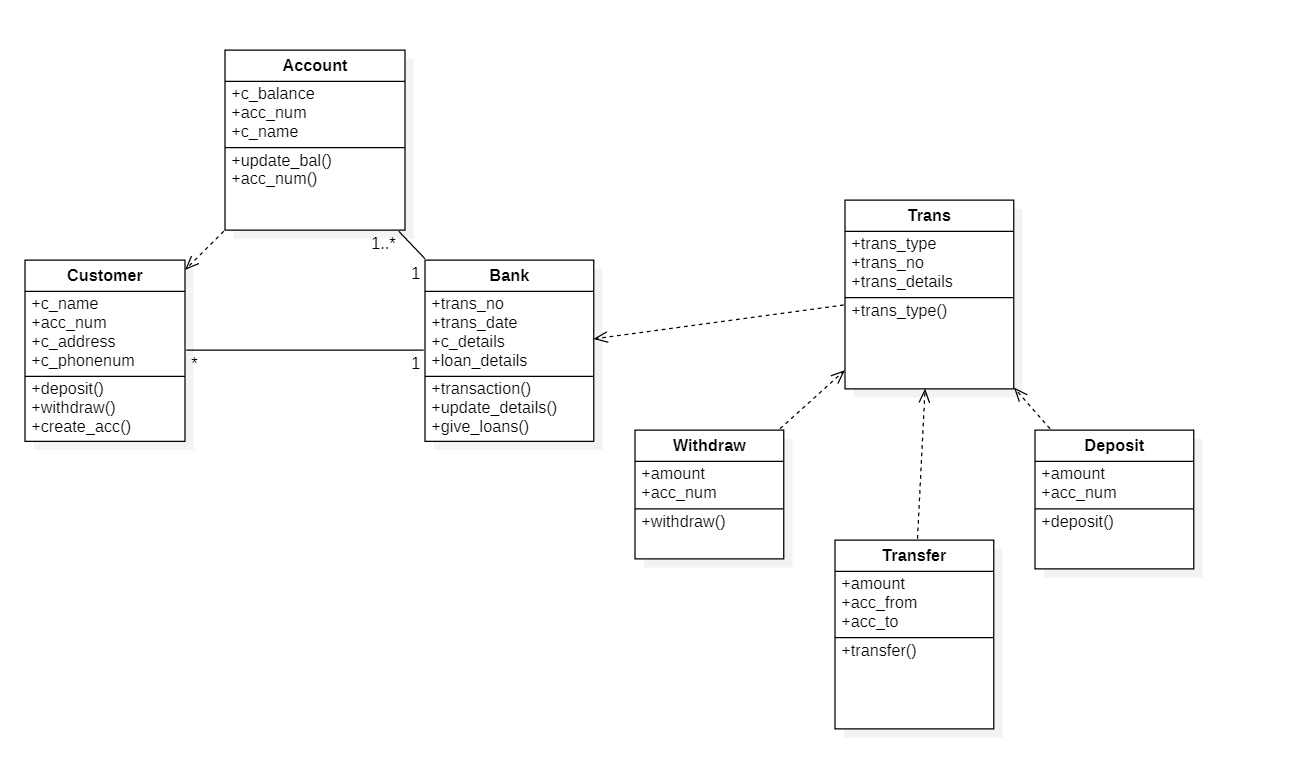 Account
+c_balance
+acc_num
+c_name
+update_bal()
+acc_num()
1..*
1
Customer
+c_name
+acc_num
+c_address
+c_phonenum
+deposit()
+withdraw()
+create_acc()
*
1
Bank
+trans_no
+trans_date
+c_details
+loan_details
+transaction()
+update_details()
+give_loans()
Trans
+trans_type
+trans_no
+trans_details
+trans_type()
Withdraw
+amount
+acc_num
+withdraw()
Transfer
+amount
+acc_from
+acc_to
+transfer()
Deposit
+amount
+acc_num
+deposit()